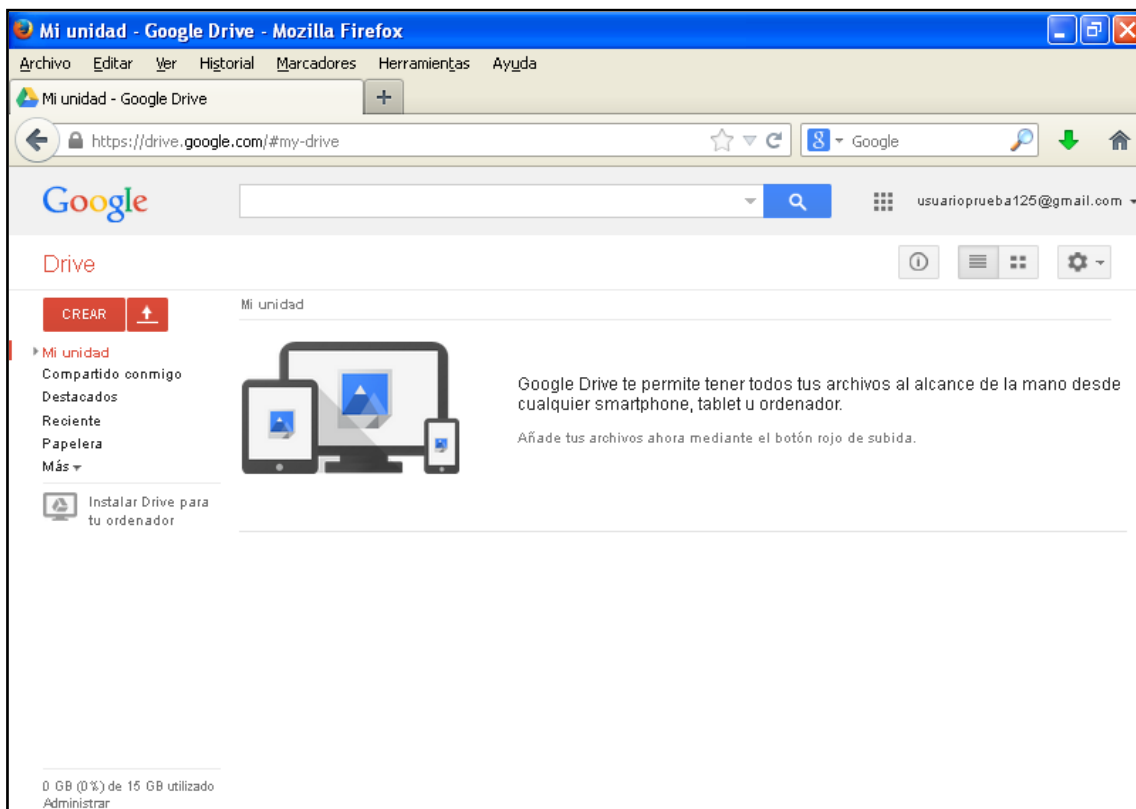 Mi unidad - Google Drive - Mozilla Firefox
Archivo Editar Ver Historial Marcadores Herramientas Ayuda
Mi unidad - Google Drive
https://drive.google.com/#my-drive
Google
Google
usuarioprueba125@gmail.com
Drive
CREAR
Mi unidad
Mi unidad
Compartido conmigo
Destacados
Reciente
Papelera
Más
Instalar Drive para
tu ordenador
Google Drive te permite tener todos tus archivos al alcance de la mano desde
cualquier smartphone, tablet u ordenador.
Añade tus archivos ahora mediante el botón rojo de subida.
0 GB (0%) de 15 GB utilizado
Administrar